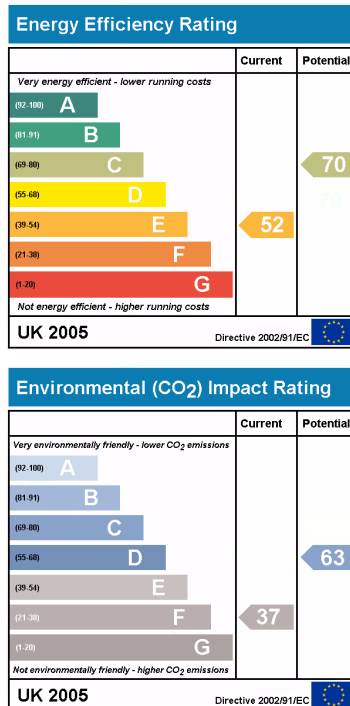 Energy Efficiency Rating
Current Potential
Very energy efficient - lower running costs
(92-100) A
(81-91) B
(69-80) C 70
(55-68) D
70
(39-54) E 52
(21-38) F
(1-20) G
Not energy efficient - higher running costs
UK 2005 Directive 2002/91/EC
Environmental (CO2) Impact Rating
Current Potential
Very environmentally friendly - lower CO2 emissions
(92-100) A
(81-91) B
(69-80) C
(55-68) D 63
(39-54) E
(21-38) F 37
(1-20) G
Not environmentally friendly - higher CO2 emissions
UK 2005 Directive 2002/91/EC